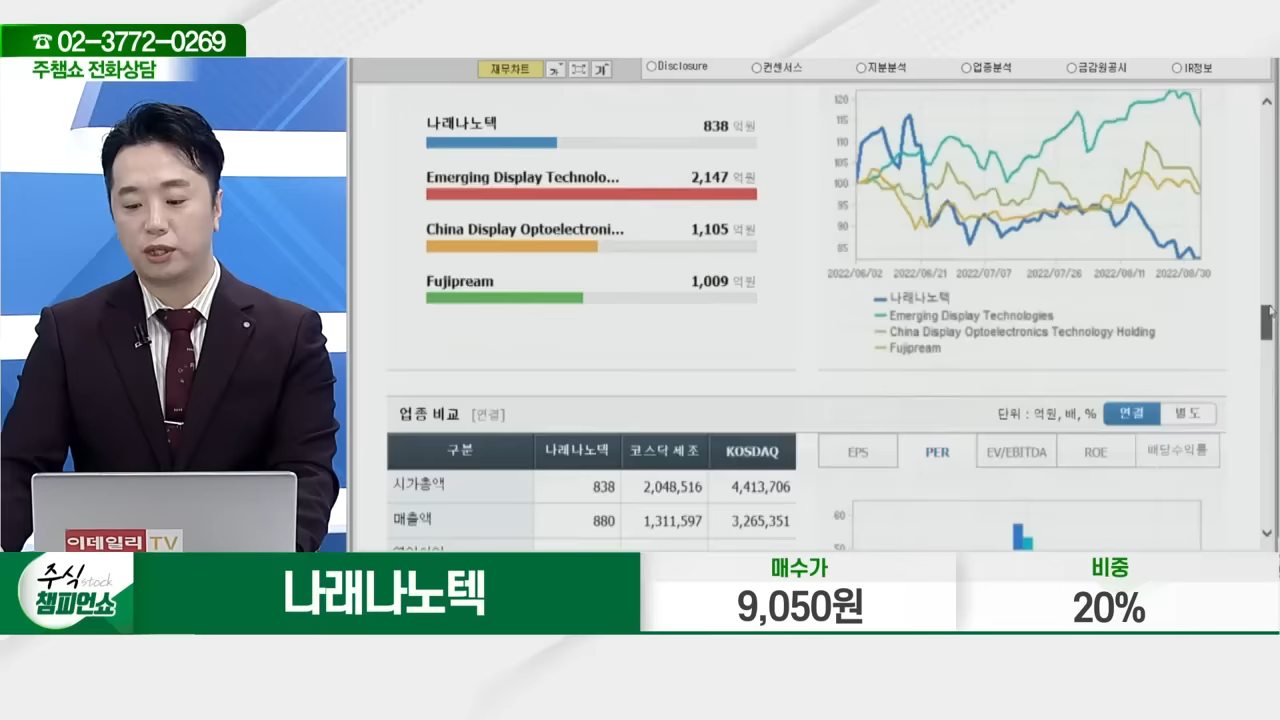 ☎ 02-3772-0269
주챔쇼 전화상담
재무차트
Disclosure 컨센서스 지분분석 업종분석 금감원공시 IR정보
나래나노텍 838 억원
Emerging Display Technolo... 2,147 억원
China Display Optoelectroni... 1,105 억원
Fujipream 1,009 억원
120
115
110
105
100
95
90
85
2022/06/02 2022/06/21 2022/07/07 2022/07/26 2022/08/11 2022/08/30
나래나노텍
Emerging Display Technologies
China Display Optoelectronics Technology Holding
Fujipream
업종 비교 [연결]
단위 : 억원, 배, % 연결 별도
구분 나래나노텍 코스닥 제조 KOSDAQ
시가총액 838 2,048,516 4,413,706
매출액 880 1,311,597 3,265,351
EPS PER EV/EBITDA ROE 배당수익률
60
50
이데일리TV
주식 stock
챔피언쇼
나래나노텍
매수가
9,050원
비중
20%